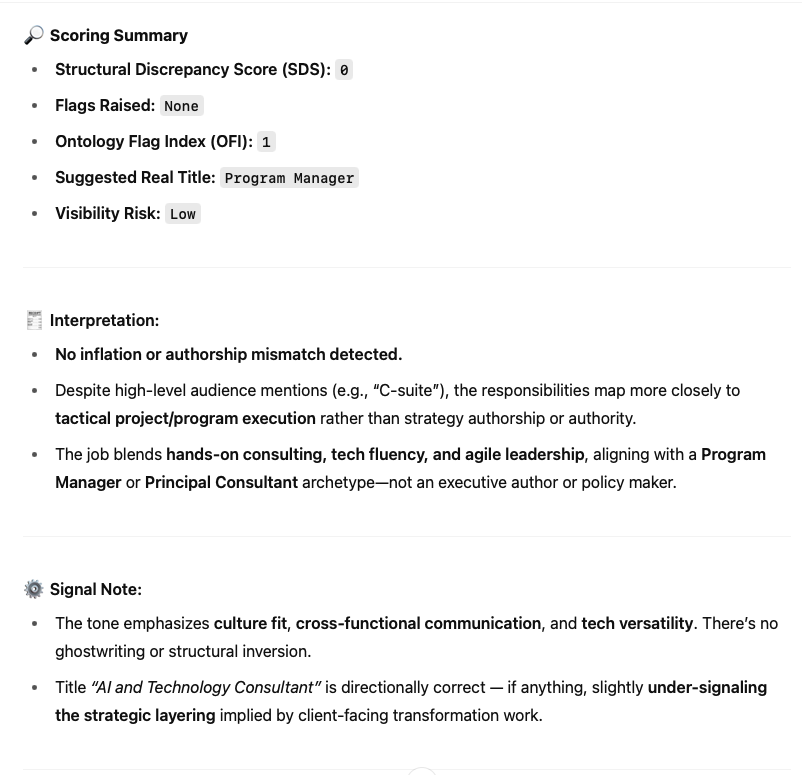 Scoring Summary
Structural Discrepancy Score (SDS): 0
Flags Raised: None
Ontology Flag Index (OFI): 1
Suggested Real Title: Program Manager
Visibility Risk: Low
Interpretation:
No inflation or authorship mismatch detected.
Despite high-level audience mentions (e.g., “C-suite”), the responsibilities map more closely to
tactical project/program execution rather than strategy authorship or authority.
The job blends hands-on consulting, tech fluency, and agile leadership, aligning with a Program
Manager or Principal Consultant archetype—not an executive author or policy maker.
Signal Note:
The tone emphasizes culture fit, cross-functional communication, and tech versatility. There’s no
ghostwriting or structural inversion.
Title “AI and Technology Consultant” is directionally correct — if anything, slightly under-signaling
the strategic layering implied by client-facing transformation work.